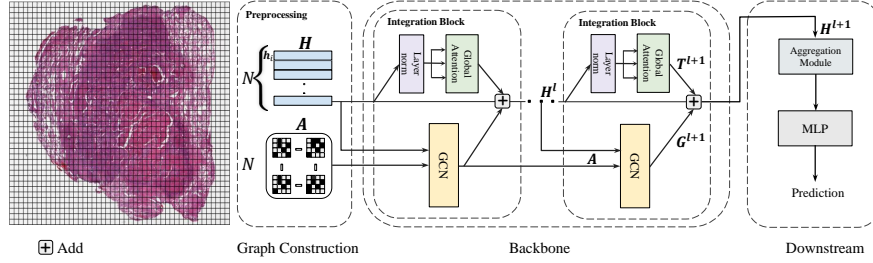 Preprocessing
H
h_i
N
A
N
Integration Block
Layer norm
Global Attention
GCN
H^l
A
Integration Block
Layer norm
Global Attention
T^{l+1}
G^{l+1}
GCN
H^{l+1}
Aggregation
Module
MLP
Prediction
Add
Graph Construction
Backbone
Downstream